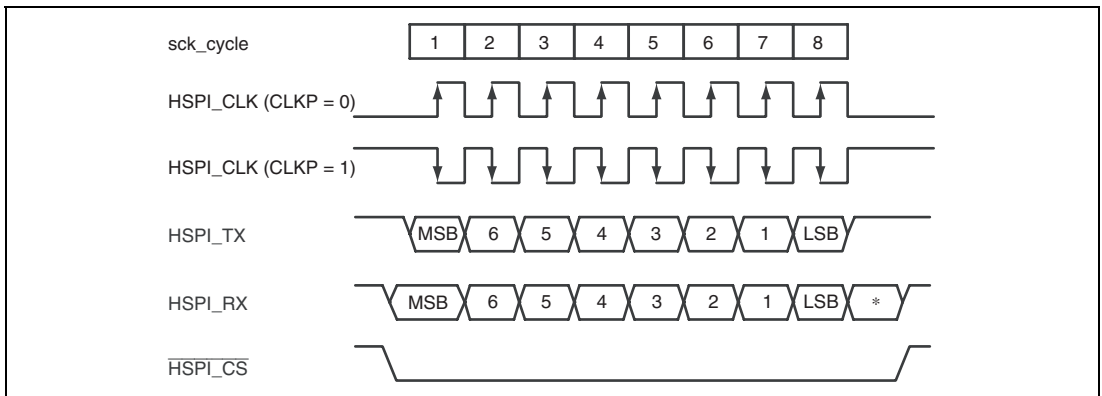 sck_cycle 1 2 3 4 5 6 7 8
HSPI_CLK (CLKP = 0)
HSPI_CLK (CLKP = 1)
HSPI_TX MSB 6 5 4 3 2 1 LSB
HSPI_RX MSB 6 5 4 3 2 1 LSB *
HSPI_CS